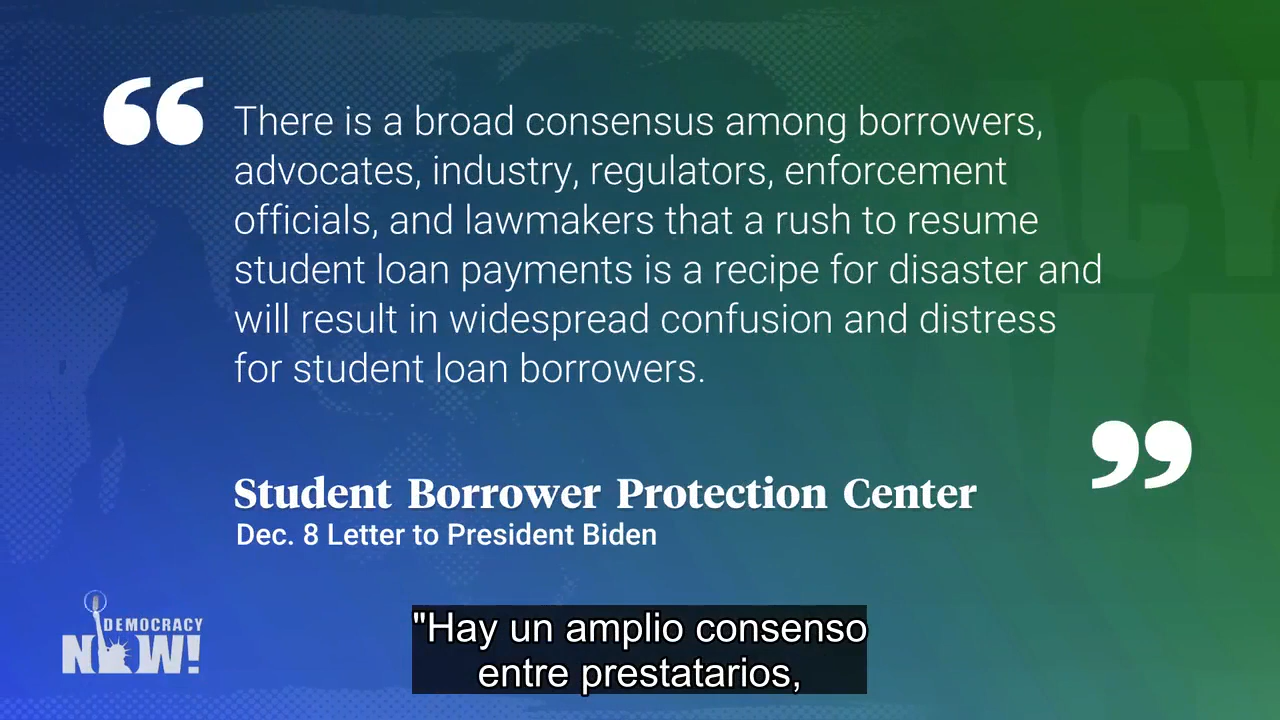 “There is a broad consensus among borrowers,
advocates, industry, regulators, enforcement
officials, and lawmakers that a rush to resume
student loan payments is a recipe for disaster and
will result in widespread confusion and distress
for student loan borrowers.
”
Student Borrower Protection Center
Dec. 8 Letter to President Biden
DEMOCRACY
NOW!
"Hay un amplio consenso
entre prestatarios,